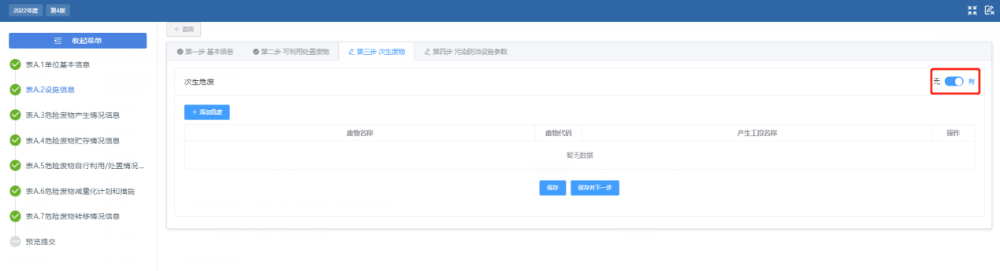 2022年度 第4版
← 返回
收起菜单
第一步 基本信息 第二步 可利用处置废物 第三步 次生废物 第四步 污染防治设施参数
表A.1单位基本信息
表A.2设施信息
表A.3危险废物产生情况信息
表A.4危险废物贮存情况信息
表A.5危险废物自行利用/处置情况...
表A.6危险废物减量化计划和措施
表A.7危险废物转移情况信息
预览提交
次生危废 无 有
+ 添加危废
废物名称 废物代码 产生工段名称 操作
暂无数据
保存 保存并下一步